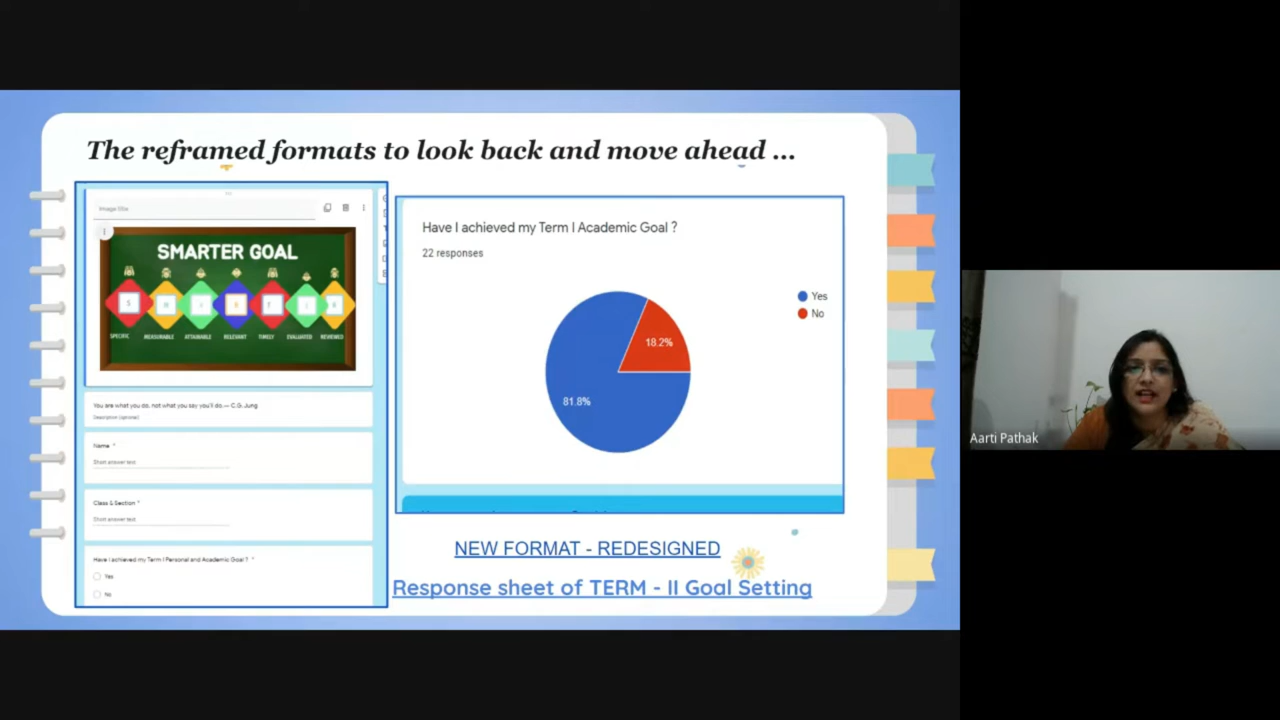 The reframed formats to look back and move ahead ...
Image title
SMARTER GOAL
SPECIFIC MEASURABLE ATTAINABLE RELEVANT TIMELY EVALUATED REVIEWED
You are what you do, not what you say you'll do.— C.G.Jung
Description (optional)
Name *
Short answer text
Class & Section *
Short answer text
Have I achieved my Term I Personal and Academic Goal ? *
Yes
No
Have I achieved my Term I Academic Goal ?
22 responses
Yes
No
18.2%
81.8%
NEW FORMAT - REDESIGNED
Response sheet of TERM - II Goal Setting
Aarti Pathak